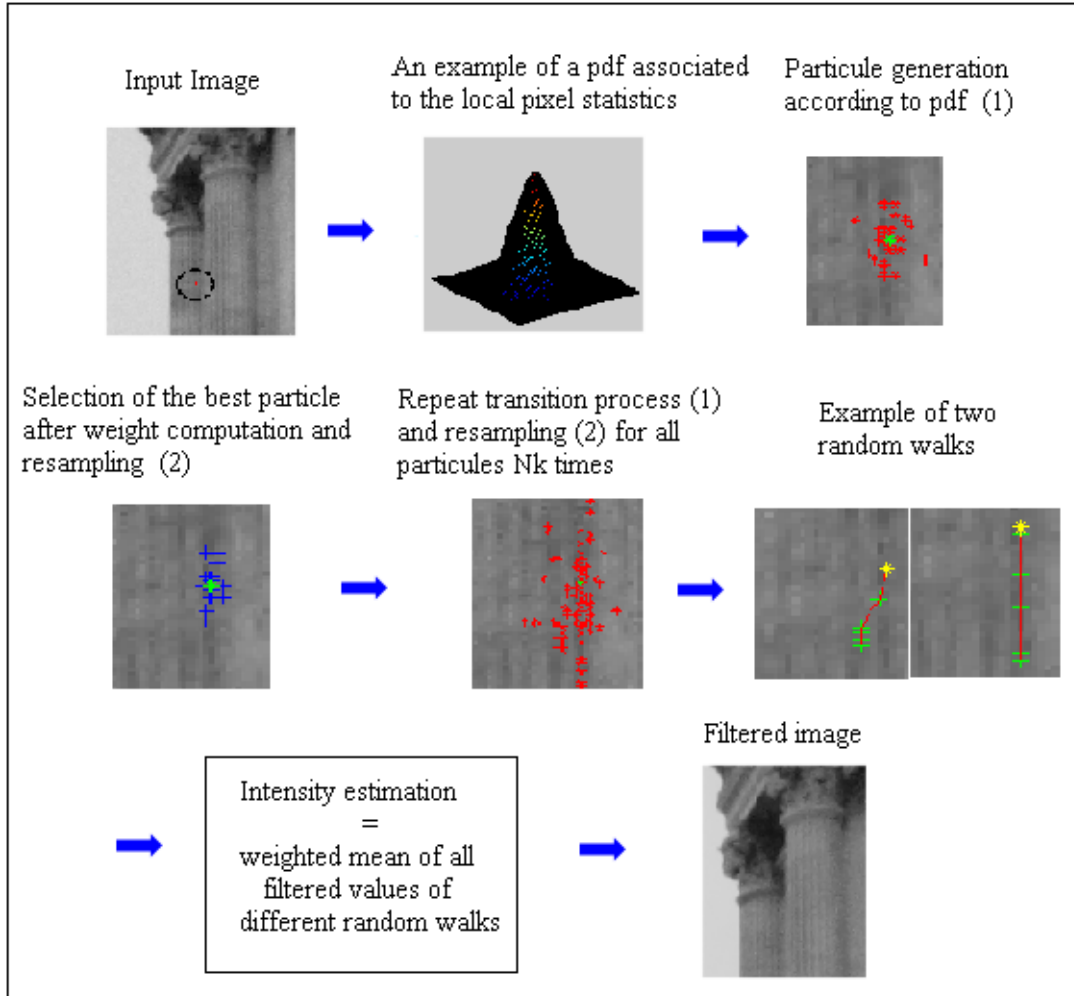 Input Image
An example of a pdf associated
to the local pixel statistics
Particule generation
according to pdf (1)
Selection of the best particle
after weight computation and
resampling (2)
Repeat transition process (1)
and resampling (2) for all
particules Nk times
Example of two
random walks
Filtered image
Intensity estimation
=
weighted mean of all
filtered values of
different random walks